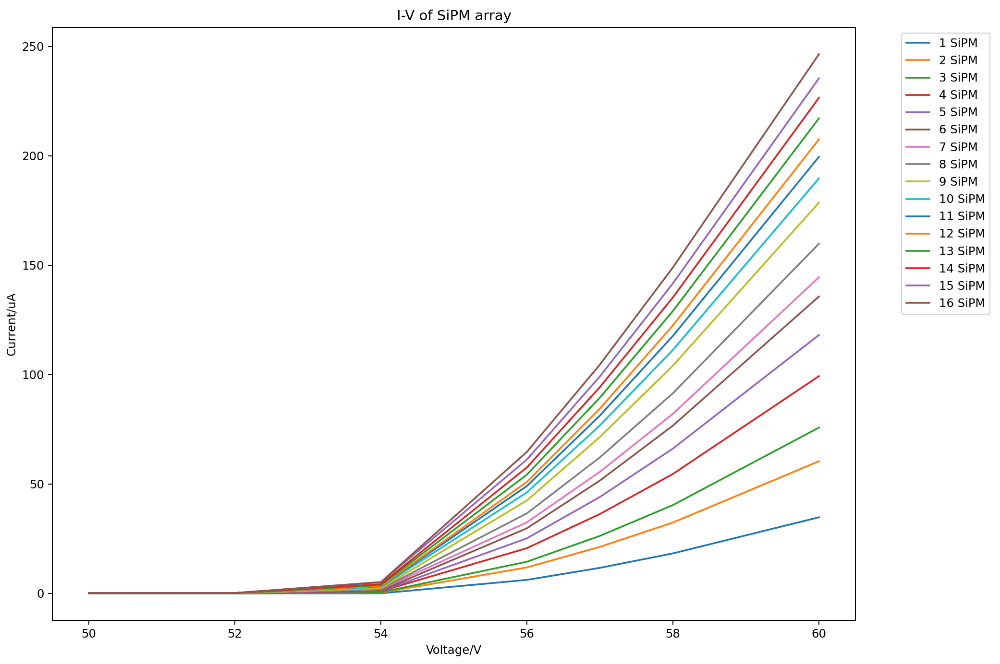 I-V of SiPM array
250
200
150
100
50
0
Current/uA
50 52 54 56 58 60
Voltage/V
1 SiPM
2 SiPM
3 SiPM
4 SiPM
5 SiPM
6 SiPM
7 SiPM
8 SiPM
9 SiPM
10 SiPM
11 SiPM
12 SiPM
13 SiPM
14 SiPM
15 SiPM
16 SiPM